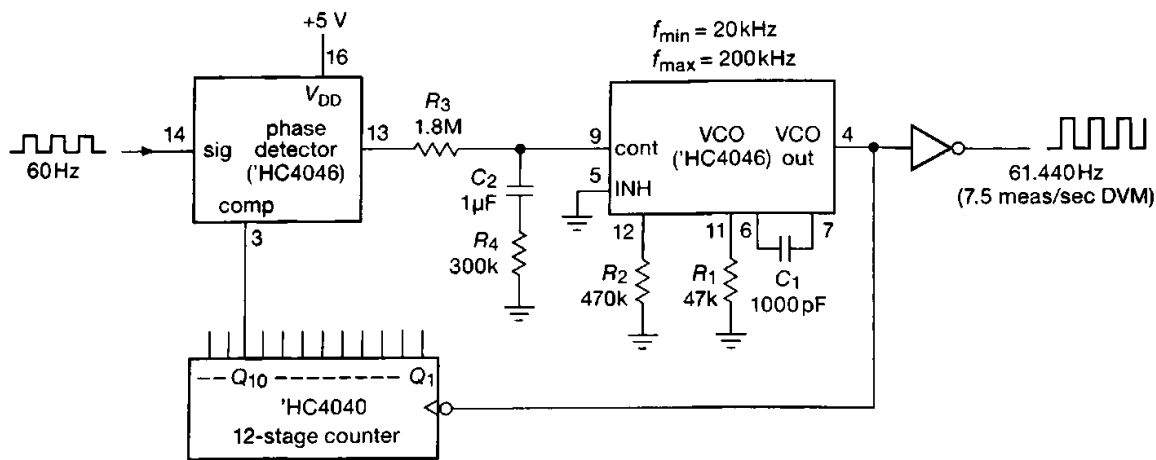 +5 V
16
V_DD
14
sig
phase
detector
('HC4046)
13
comp
3
60Hz
R3
1.8M
C2
1µF
R4
300k
f_min = 20kHz
f_max = 200kHz
9
cont
VCO
('HC4046)
VCO
out
4
5
INH
12
11
6
7
R2
470k
R1
47k
C1
1000pF
61.440Hz
(7.5 meas/sec DVM)
Q10
Q1
'HC4040
12-stage counter